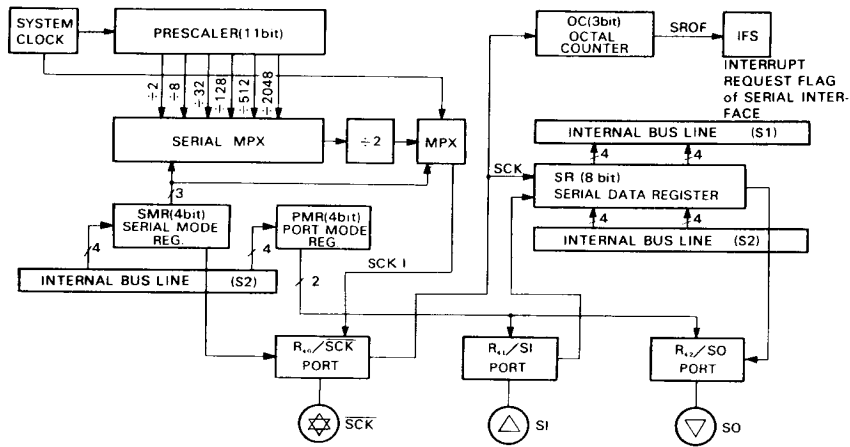 SYSTEM
CLOCK
PRESCALER(11bit)
÷2
÷8
÷32
÷128
÷512
÷2048
SERIAL MPX
÷2
MPX
3
SMR(4bit)
SERIAL MODE
REG.
PMR(4bit)
PORT MODE
REG.
4
4
INTERNAL BUS LINE (S2)
2
SCK I
R₄₀/S̅C̅K̅
PORT
S̅C̅K̅
OC(3bit)
OCTAL
COUNTER
SROF
IFS
INTERRUPT
REQUEST FLAG
of SERIAL INTER-
FACE
INTERNAL BUS LINE (S1)
4
4
SCK
SR (8 bit)
SERIAL DATA REGISTER
4
4
INTERNAL BUS LINE (S2)
R₄₁/SI
PORT
SI
R₄₂/SO
PORT
SO